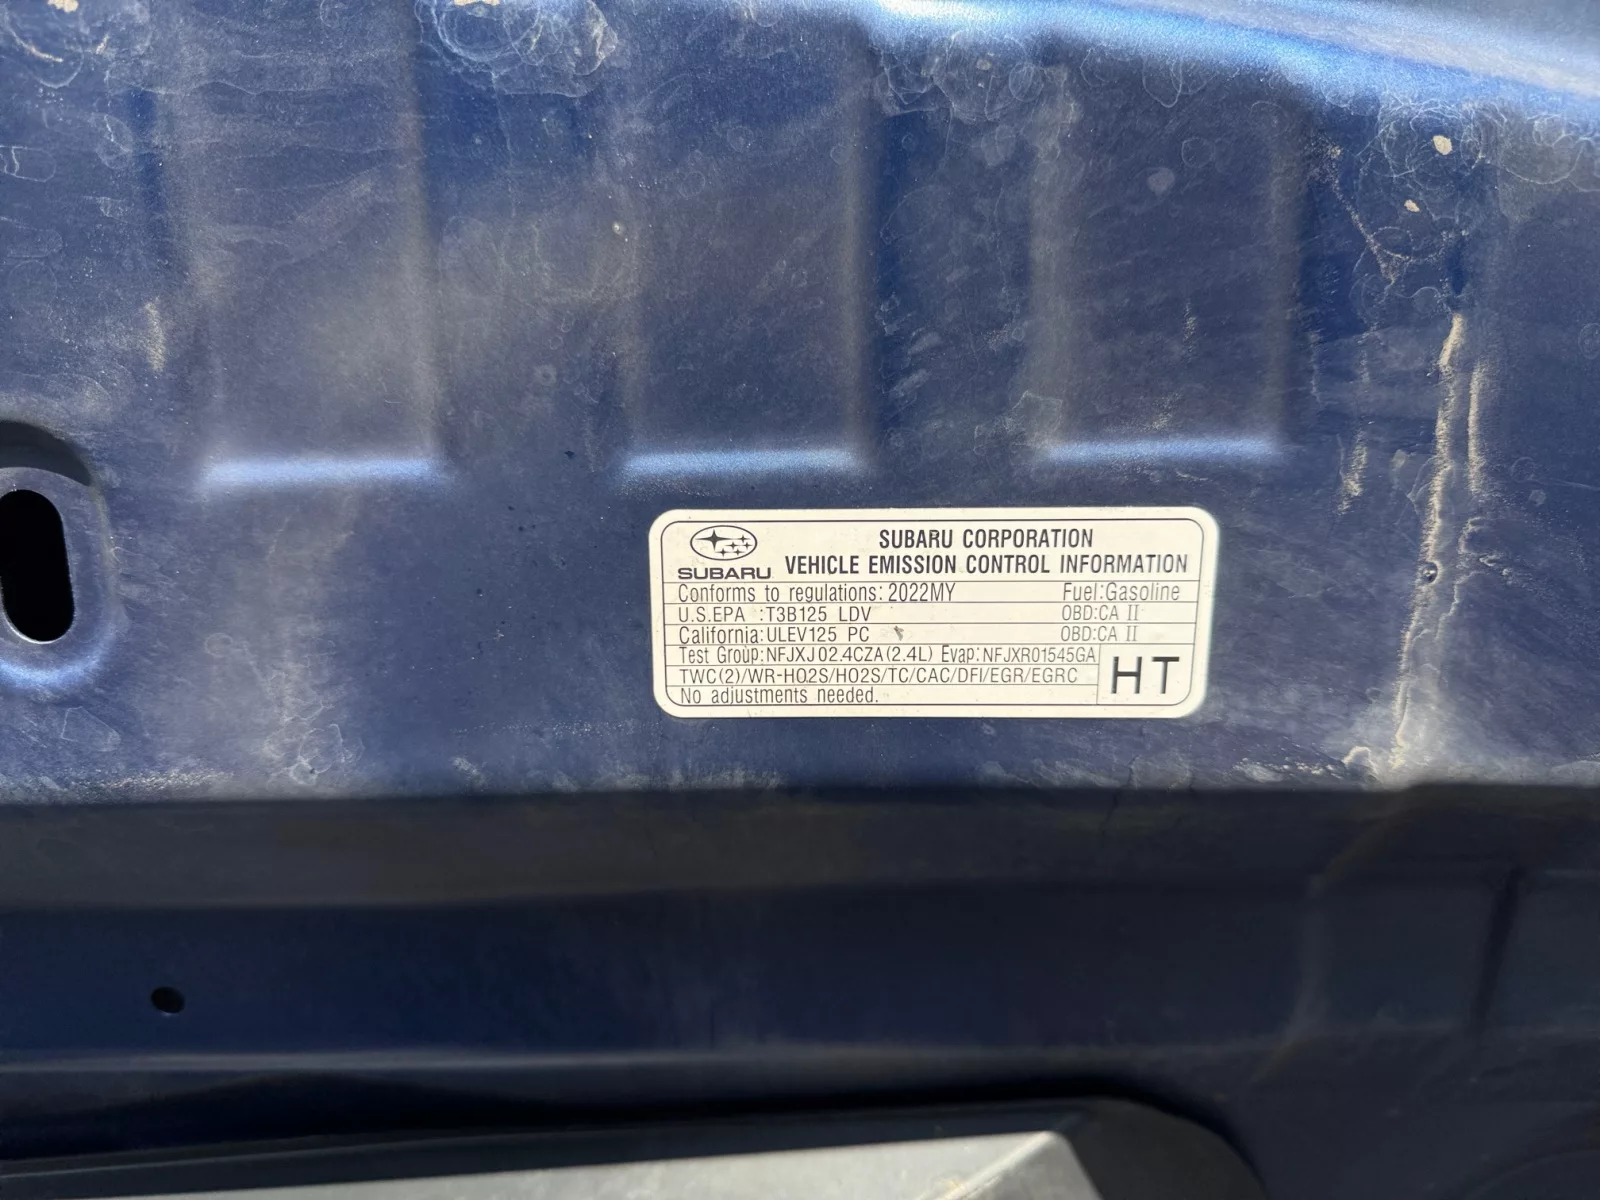 SUBARU CORPORATION
SUBARU VEHICLE EMISSION CONTROL INFORMATION
Conforms to regulations: 2022MY Fuel:Gasoline
U.S.EPA :T3B125 LDV OBD:CA II
California:ULEV125 PC OBD:CA II
Test Group:NFJXJ02.4CZA(2.4L) Evap:NFJXR01545GA
TWC(2)/WR-HO2S/HO2S/TC/CAC/DFI/EGR/EGRC
HT
No adjustments needed.